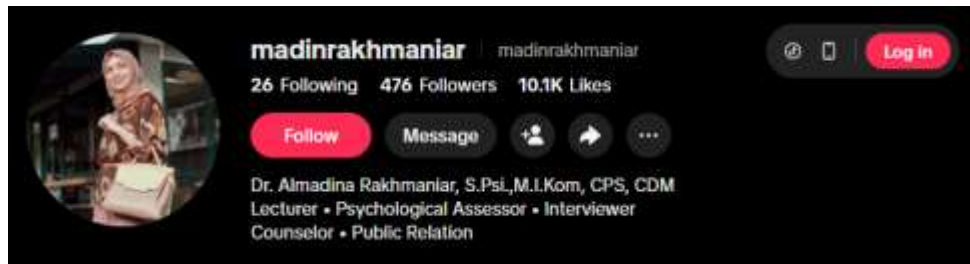 madinrakhmaniar madinrakhmaniar
Log in
26 Following 476 Followers 10.1K Likes
Follow Message
Dr. Almadina Rakhmaniar, S.Psi.,M.I.Kom, CPS, CDM
Lecturer • Psychological Assessor • Interviewer
Counselor • Public Relation